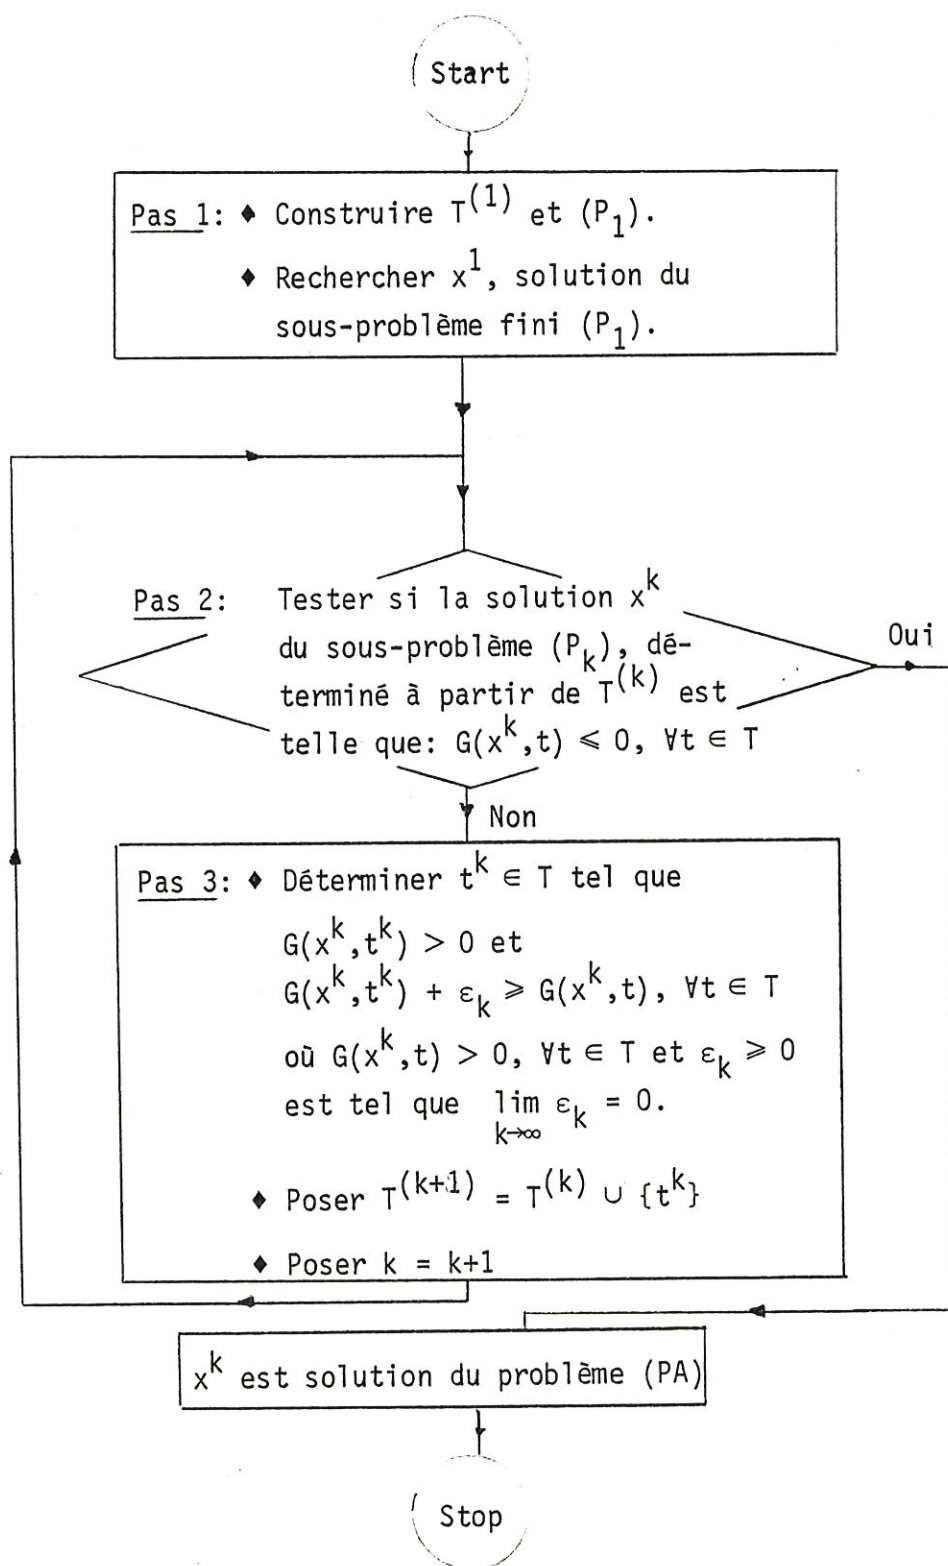 Start
Pas 1: ♦ Construire T^(1) et (P_1).
♦ Rechercher x^1, solution du
sous-problème fini (P_1).
Pas 2: Tester si la solution x^k
du sous-problème (P_k), dé-
terminé à partir de T^(k) est
telle que: G(x^k,t) ⩽ 0, ∀t ∈ T
Oui
Non
Pas 3: ♦ Déterminer t^k ∈ T tel que
G(x^k,t^k) > 0 et
G(x^k,t^k) + ε_k ⩾ G(x^k,t), ∀t ∈ T
où G(x^k,t) > 0, ∀t ∈ T et ε_k ⩾ 0
est tel que lim ε_k = 0.
k→∞
♦ Poser T^(k+1) = T^(k) ∪ {t^k}
♦ Poser k = k+1
x^k est solution du problème (PA)
Stop